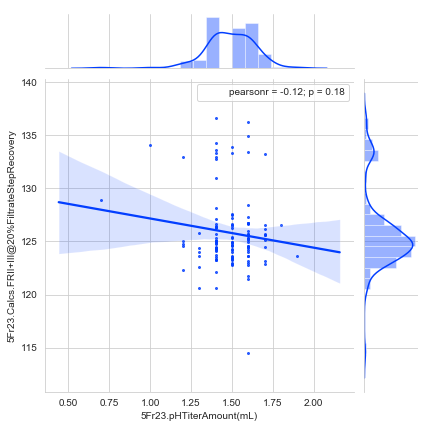 pearsonr = -0.12; p = 0.18
140
135
130
125
120
115
5Fr23.Calcs.FRII+III@20%FiltrateStepRecovery
0.50 0.75 1.00 1.25 1.50 1.75 2.00
5Fr23.pHTiterAmount(mL)